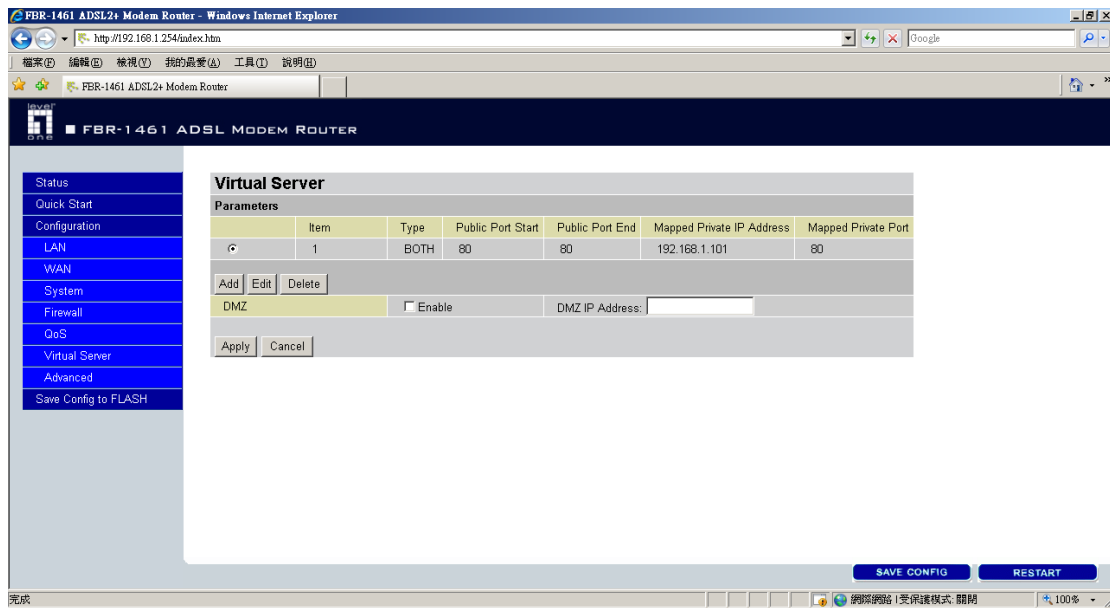 FBR-1461 ADSL2+ Modem Router - Windows Internet Explorer
http://192.168.1.254/index.htm
Google
檔案(F) 編輯(E) 檢視(V) 我的最愛(A) 工具(T) 說明(H)
FBR-1461 ADSL2+ Modem Router
»
level one
FBR-1461 ADSL MODEM ROUTER
Status
Quick Start
Configuration
LAN
WAN
System
Firewall
QoS
Virtual Server
Advanced
Save Config to FLASH
Virtual Server
Parameters
Item Type Public Port Start Public Port End Mapped Private IP Address Mapped Private Port
1 BOTH 80 80 192.168.1.101 80
Add Edit Delete
DMZ Enable DMZ IP Address:
Apply Cancel
SAVE CONFIG RESTART
完成 網際網路 | 受保護模式: 關閉 100%